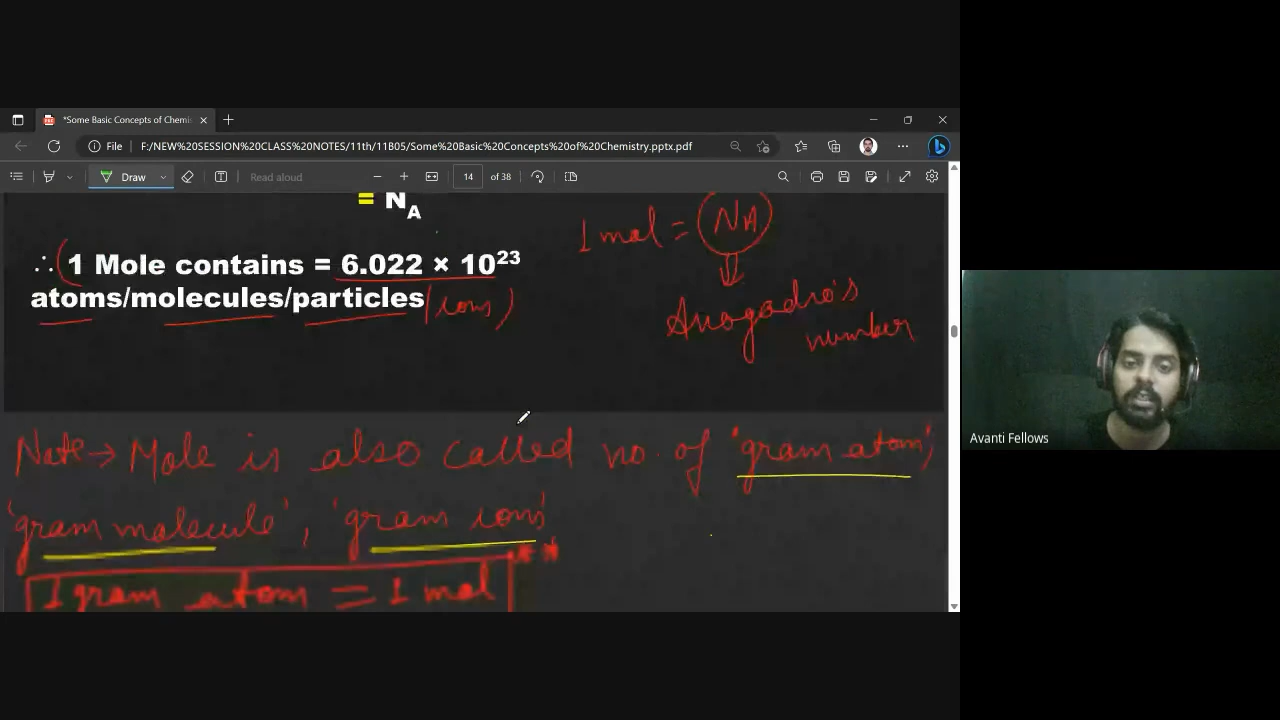 *Some Basic Concepts of Chemis
File
F:/NEW%20SESSION%20CLASS%20NOTES/11th/11B05/Some%20Basic%20Concepts%20of%20Chemistry.pptx.pdf
Draw
Read aloud
14 of 38
= NA
1 mol = NA
∴ (1 Mole contains = 6.022 × 10²³
atoms/molecules/particles/(ions)
Avogadro's
number
Note → Mole is also called no. of 'gram atom',
'gram molecule', 'gram ions'
1 gram atom = 1 mol
Avanti Fellows